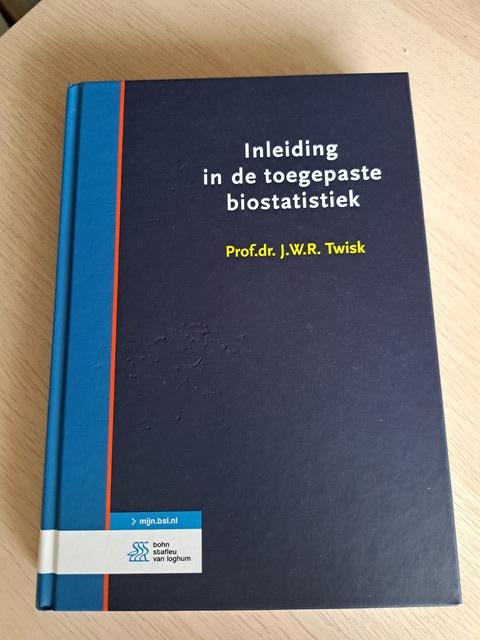 Inleiding
in de toegepaste
biostatistiek
Prof.dr. J.W.R. Twisk
> mijn.bsl.nl
bohn
stafleu
van loghum